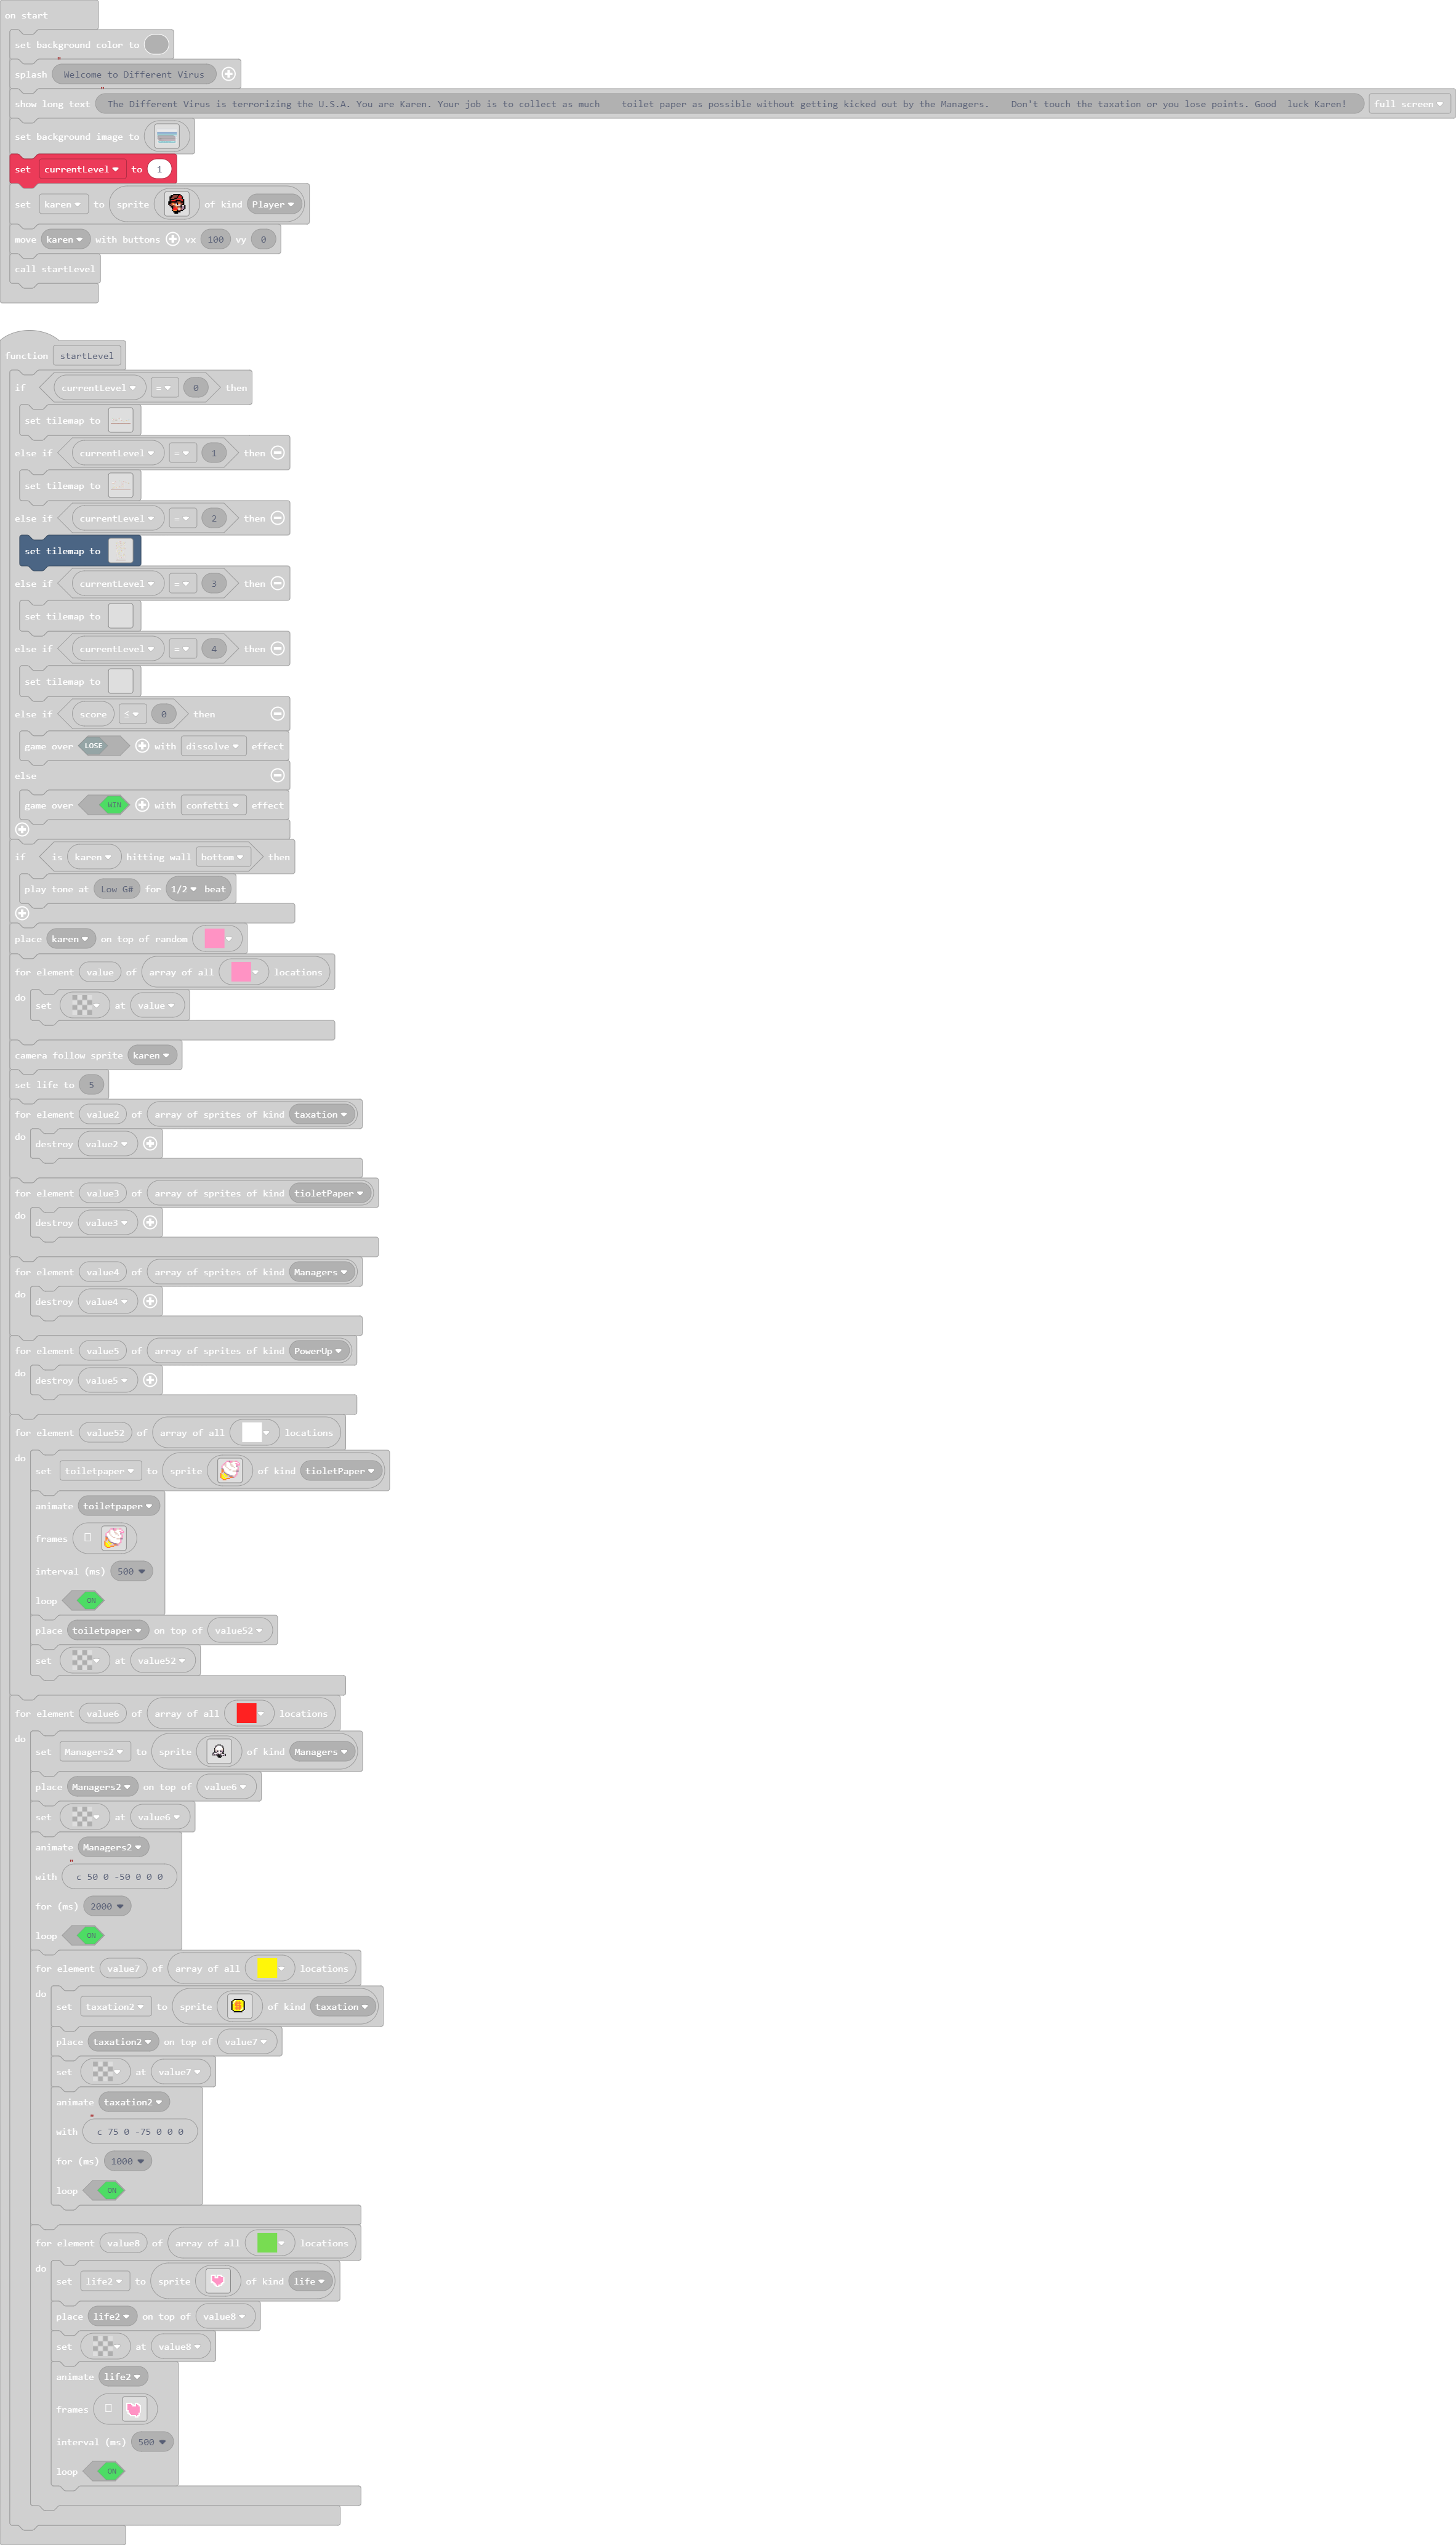 on start
set background color to
splash " Welcome to Different Virus
show long text " The Different Virus is terrorizing the U.S.A. You are Karen. Your job is to collect as much toilet paper as possible without getting kicked out by the Managers. Don't touch the taxation or you lose points. Good luck Karen! full screen
set background image to
set currentLevel to 1
set karen to sprite of kind Player
move karen with buttons vx 100 vy 0
call startLevel
function startLevel
if currentLevel = 0 then
set tilemap to
else if currentLevel = 1 then
set tilemap to
else if currentLevel = 2 then
set tilemap to
else if currentLevel = 3 then
set tilemap to
else if currentLevel = 4 then
set tilemap to
else if score ≤ 0 then
game over LOSE with dissolve effect
else
game over WIN with confetti effect
if is karen hitting wall bottom then
play tone at Low G# for 1/2 beat
place karen on top of random
for element value of array of all locations
do set at value
camera follow sprite karen
set life to 5
for element value2 of array of sprites of kind taxation
do destroy value2
for element value3 of array of sprites of kind tioletPaper
do destroy value3
for element value4 of array of sprites of kind Managers
do destroy value4
for element value5 of array of sprites of kind PowerUp
do destroy value5
for element value52 of array of all locations
do set toiletpaper to sprite of kind tioletPaper
animate toiletpaper
frames
interval (ms) 500
loop ON
place toiletpaper on top of value52
set at value52
for element value6 of array of all locations
do set Managers2 to sprite of kind Managers
place Managers2 on top of value6
set at value6
animate Managers2
with " c 50 0 -50 0 0 0
for (ms) 2000
loop ON
for element value7 of array of all locations
do set taxation2 to sprite of kind taxation
place taxation2 on top of value7
set at value7
animate taxation2
with " c 75 0 -75 0 0 0
for (ms) 1000
loop ON
for element value8 of array of all locations
do set life2 to sprite of kind life
place life2 on top of value8
set at value8
animate life2
frames
interval (ms) 500
loop ON